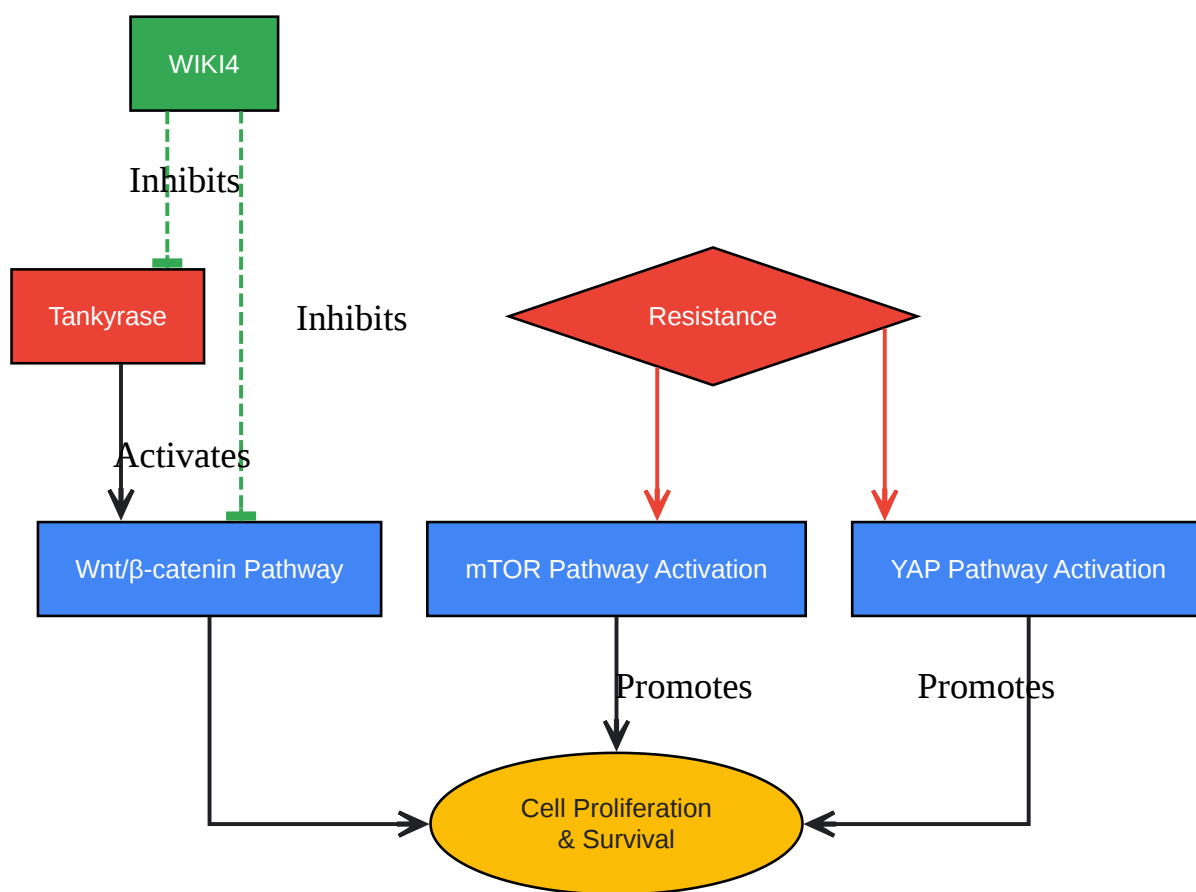 WIKI4
Inhibits
Tankyrase
Inhibits
Resistance
Activates
Wnt/β-catenin Pathway
mTOR Pathway Activation
YAP Pathway Activation
Promotes
Promotes
Cell Proliferation
& Survival